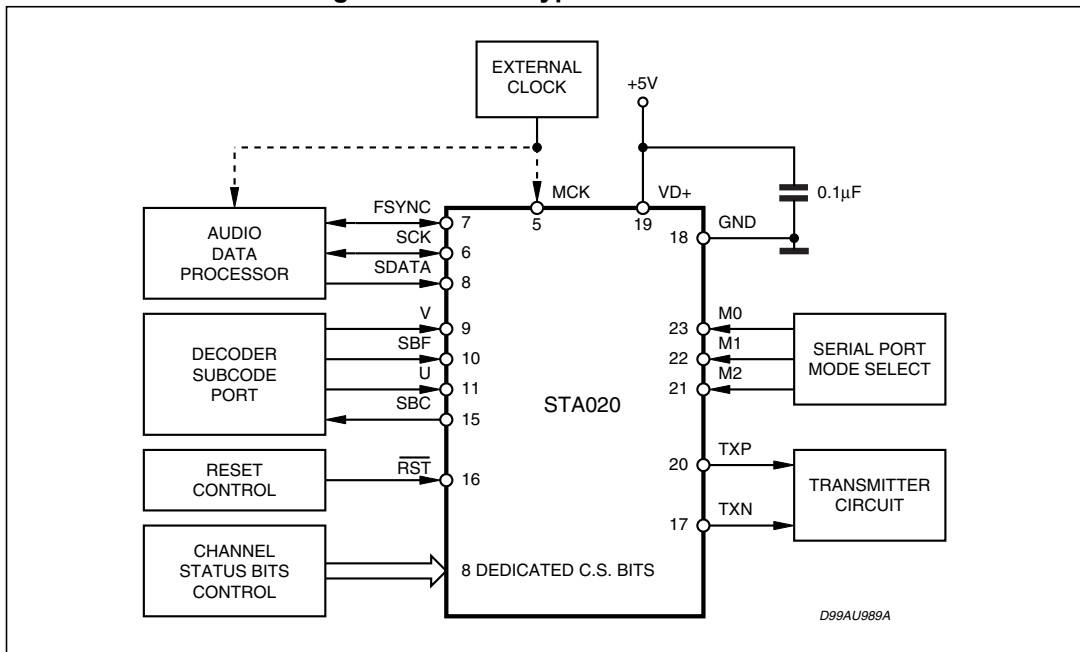 EXTERNAL
CLOCK
+5V
MCK
VD+
0.1µF
5
19
FSYNC
7
GND
18
AUDIO
DATA
PROCESSOR
SCK
6
SDATA
8
V
9
M0
23
DECODER
SUBCODE
PORT
SBF
10
M1
22
SERIAL PORT
MODE SELECT
U
11
M2
21
SBC
15
STA020
RESET
CONTROL
RST
16
TXP
20
TRANSMITTER
CIRCUIT
TXN
17
CHANNEL
STATUS BITS
CONTROL
8 DEDICATED C.S. BITS
D99AU989A